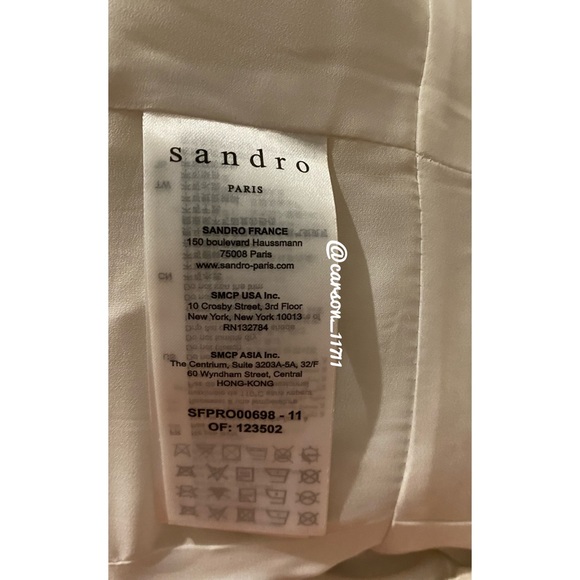 sandro
PARIS
SANDRO FRANCE
150 boulevard Haussmann
75008 Paris
www.sandro-paris.com
SMCP USA Inc.
10 Crosby Street, 3rd Floor
New York, New York 10013
RN132784
SMCP ASIA Inc.
The Centrium, Suite 3203A-5A, 32/F
60 Wyndham Street, Central
HONG-KONG
SFPRO00698 - 11
OF: 123502
@carson_11711